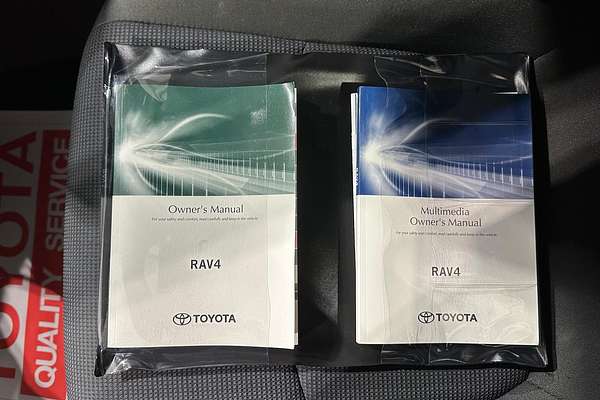 Owner's Manual
For your safety and comfort, read carefully and keep in the vehicle.
RAV4
TOYOTA
Multimedia
Owner's Manual
For your safety and comfort, read carefully and keep in the vehicle.
RAV4
TOYOTA
TOYOTA
QUALITY SERVICE